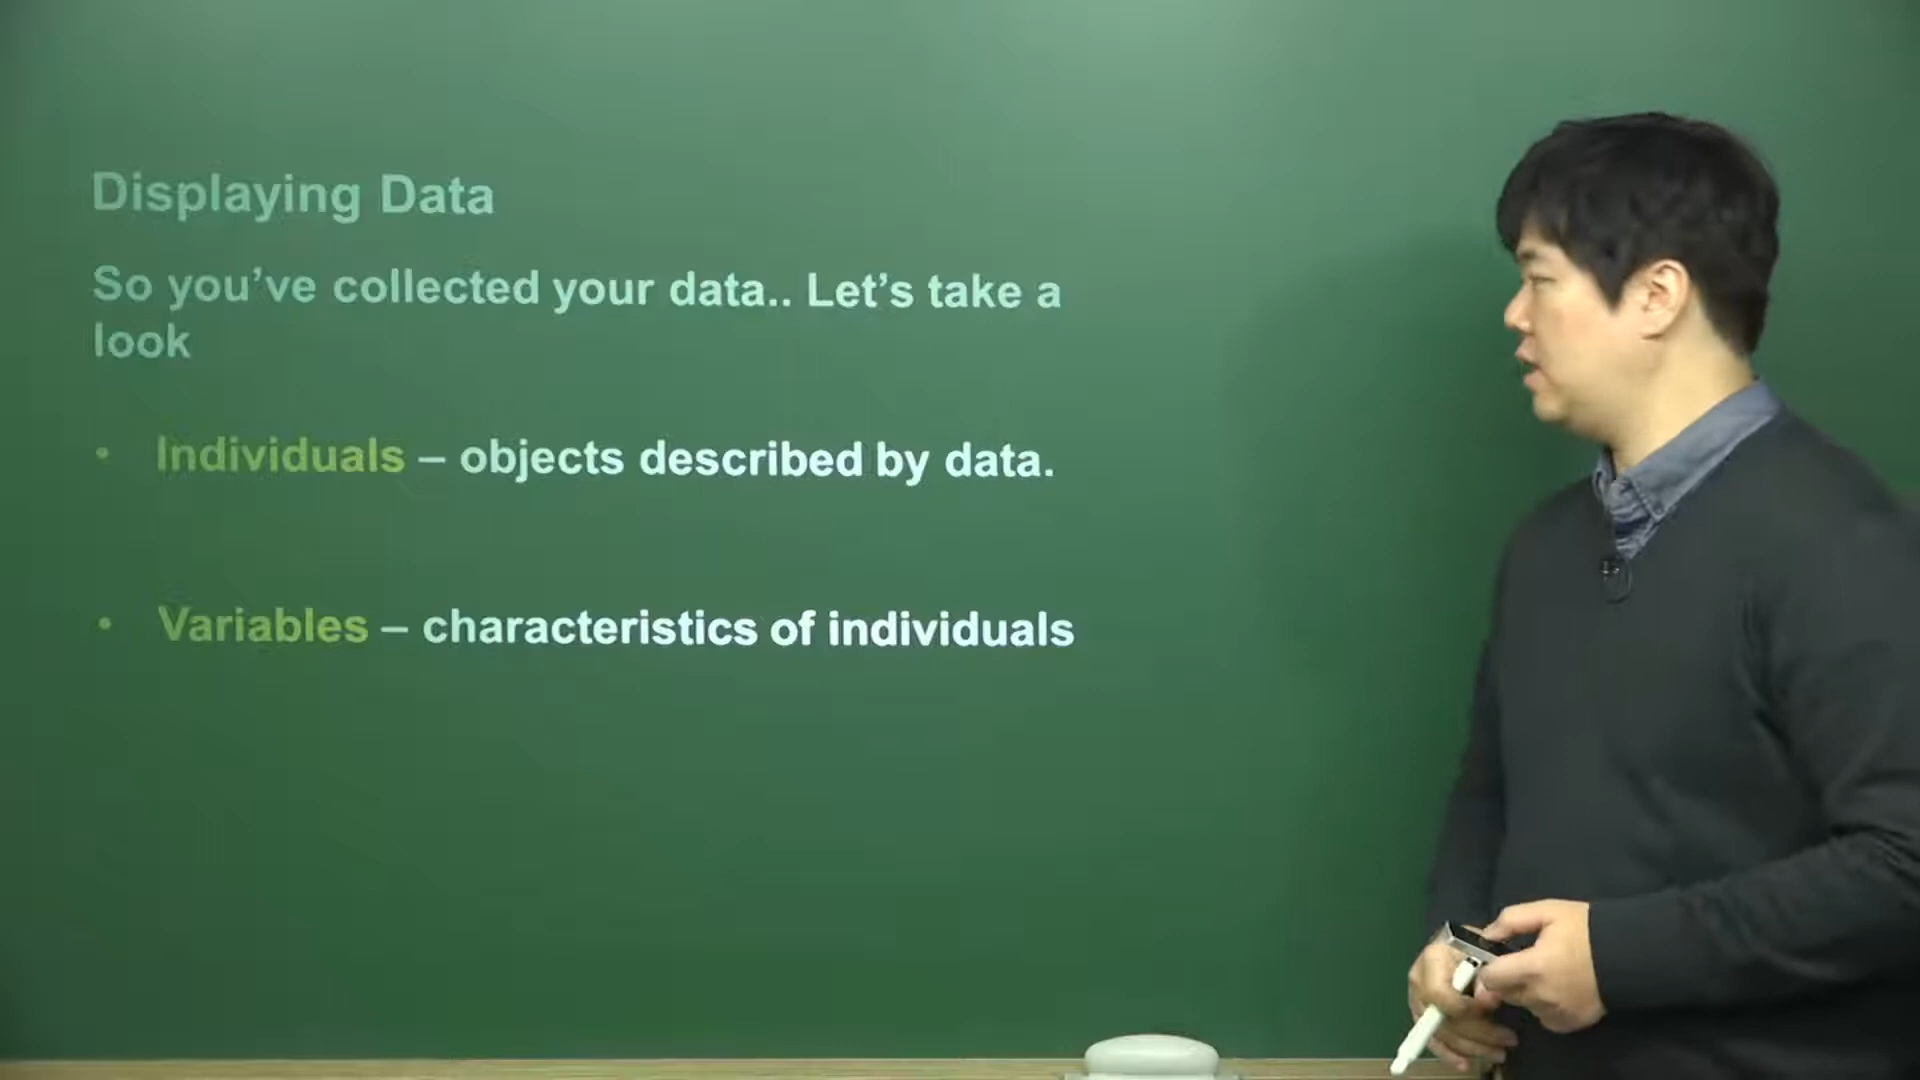 Displaying Data
So you’ve collected your data.. Let’s take a
look
• Individuals – objects described by data.
• Variables – characteristics of individuals